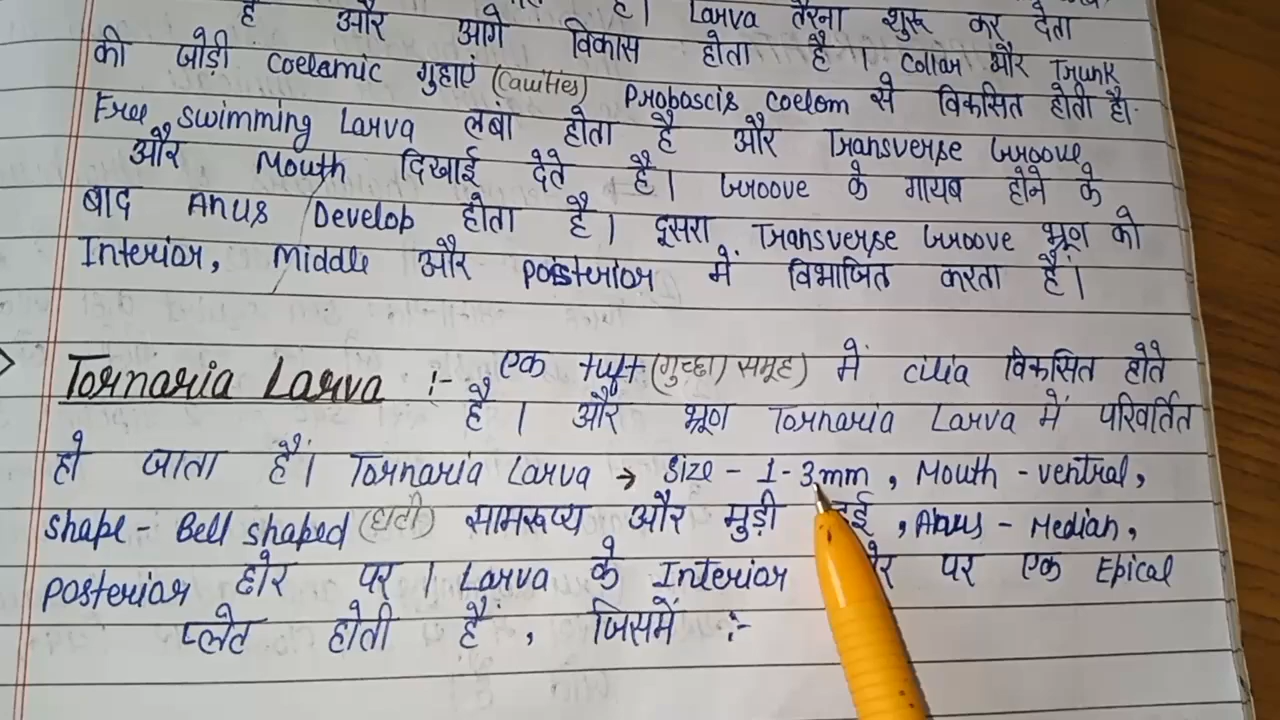 है और आगे विकास होता है। Larva तैरना शुरू कर देता
की जोड़ी coelamic गुहाएं (Cavities) Proboscis coelom से विकसित होती है।
Free swimming Larva लंबा होता है और Transverse Groove
और Mouth दिखाई देते है। Groove के गायब होने के
बाद Anus Develop होता है। दूसरा Transverse Groove भ्रूण को
Interior, Middle और Posterior में विभाजित करता है।
Tornaria Larva :- एक tuft (गुच्छा) समूह) में cilia विकसित होते
है। और भ्रूण Tornaria Larva में परिवर्तित
हो जाता है। Tornaria Larva → Size - 1-3mm, Mouth - ventral,
shape - Bell shaped (घंटी) सामरूप्य और मुड़ी हुई, Anus - Median,
Posterior छोर पर। Larva के Interior पर एक Epical
प्लेट होती है, जिसमें :-